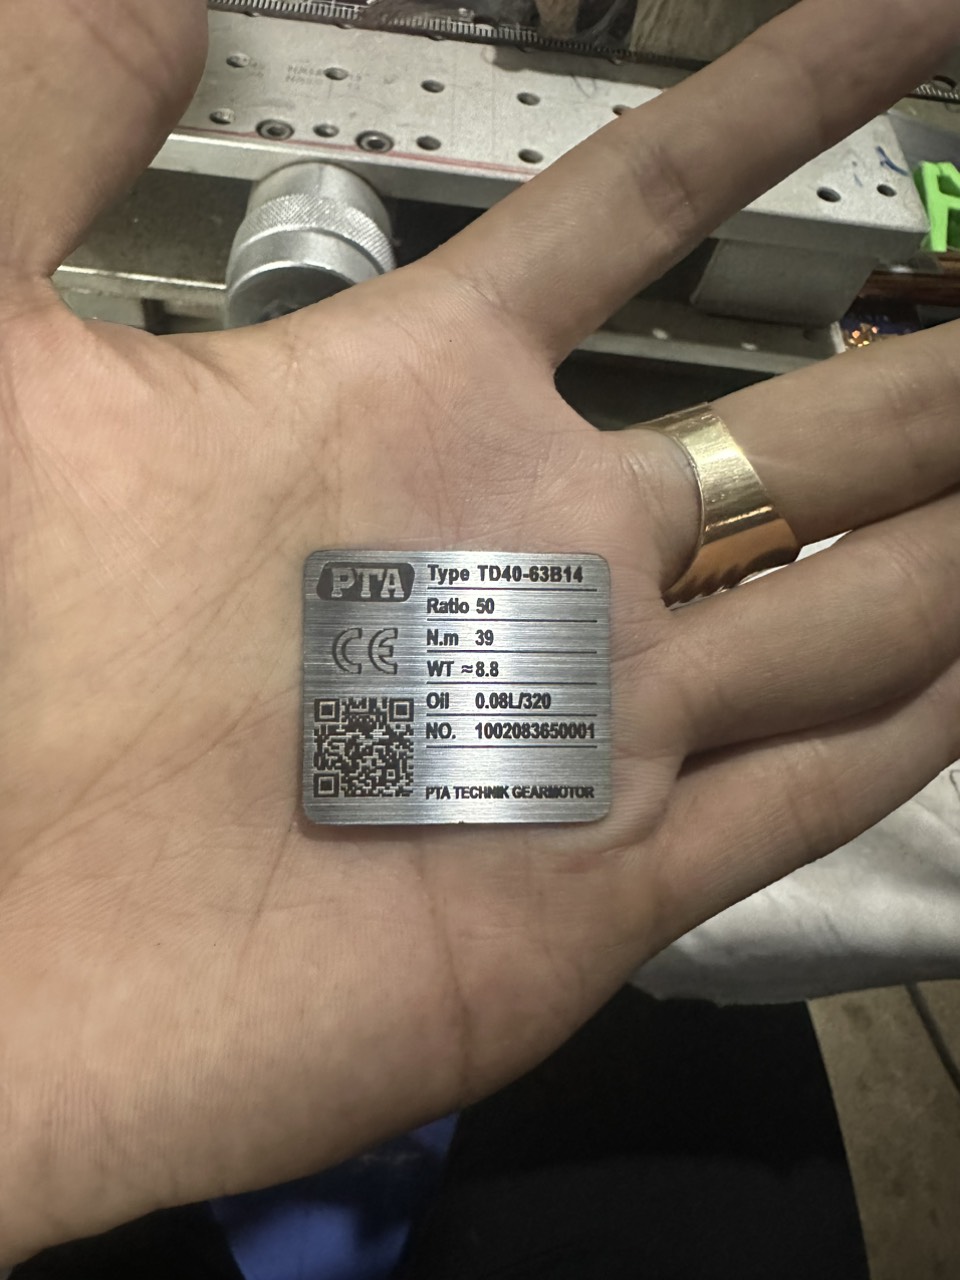 PTA
CE
Type TD40-63B14
Ratio 50
N.m 39
WT ≈8.8
Oil 0.08L/320
NO. 1002083650001
PTA TECHNIK GEARMOTOR